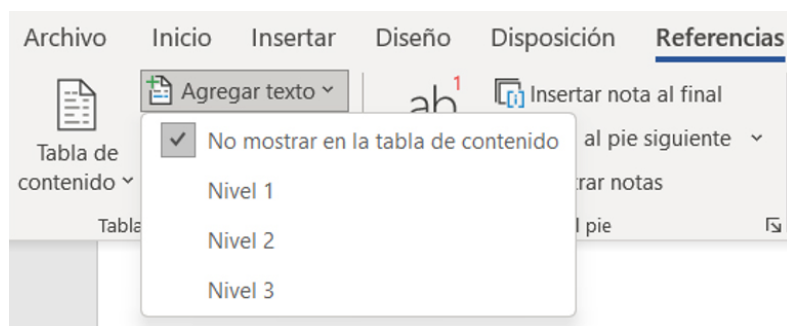 Archivo Inicio Insertar Diseño Disposición Referencias
Agregar texto
ab1
Insertar nota al final
Tabla de
contenido
No mostrar en la tabla de contenido
al pie siguiente
Nivel 1
notas
Nivel 2
pie
Nivel 3